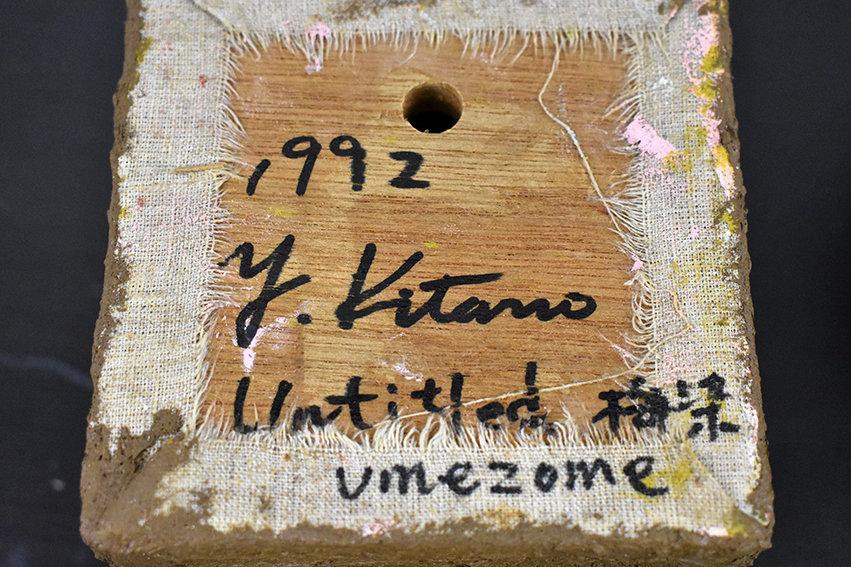 1992
Y. Kitano
Untitled 梅染
umezome